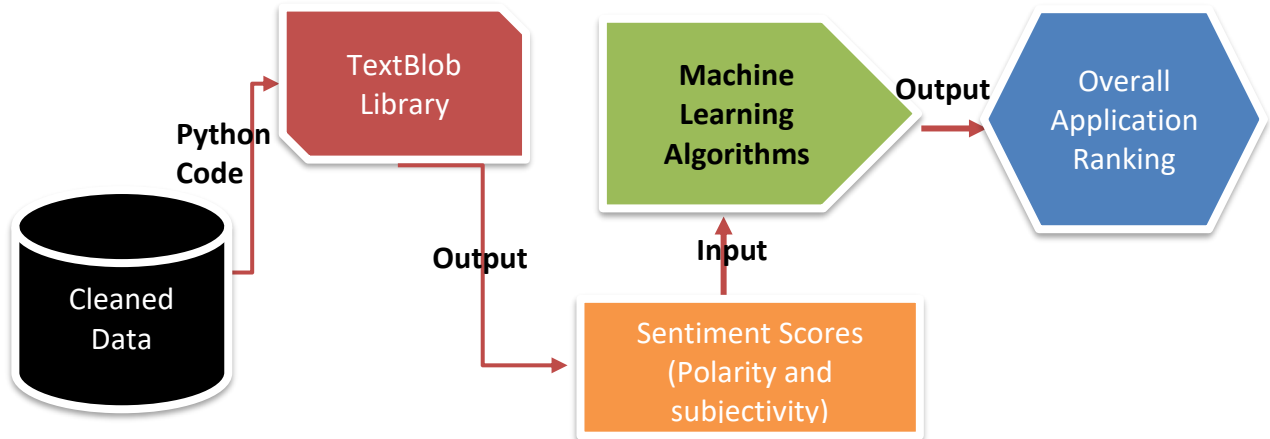 Cleaned
Data
Python
Code
TextBlob
Library
Output
Sentiment Scores
(Polarity and
subjectivity)
Input
Machine
Learning
Algorithms
Output
Overall
Application
Ranking